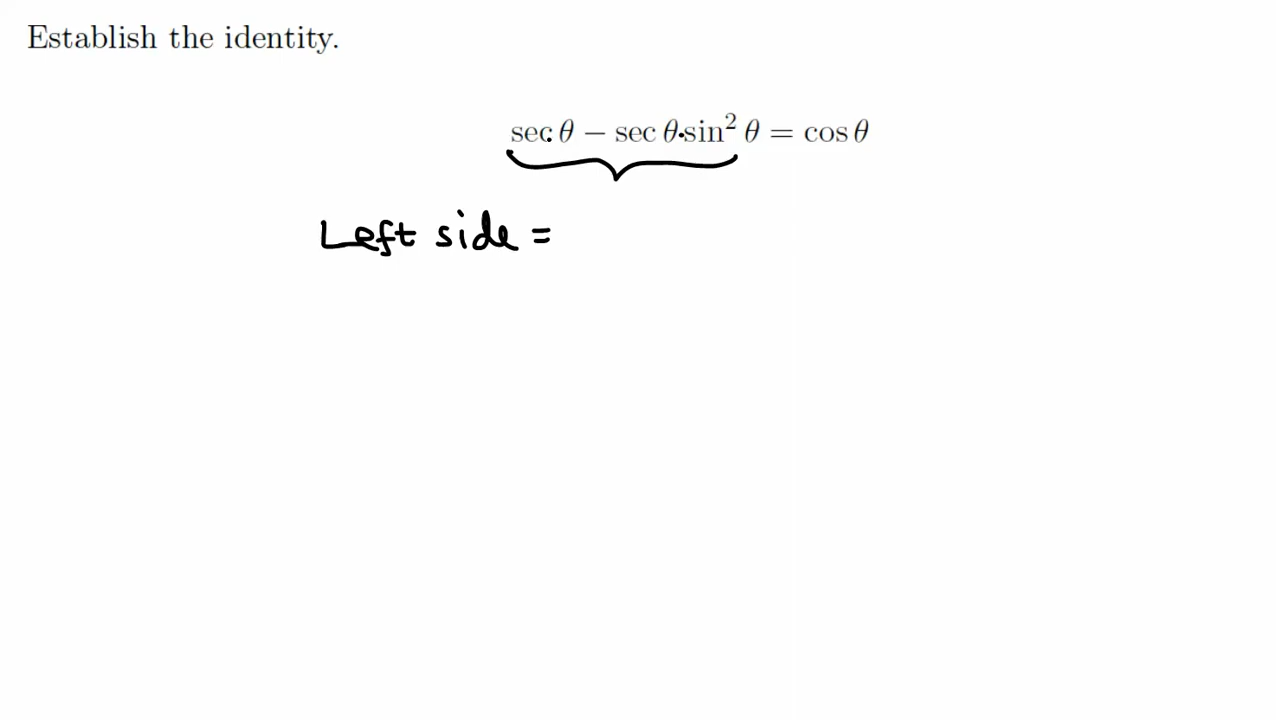 Establish the identity.
sec θ − sec θ·sin² θ = cos θ
Left side =